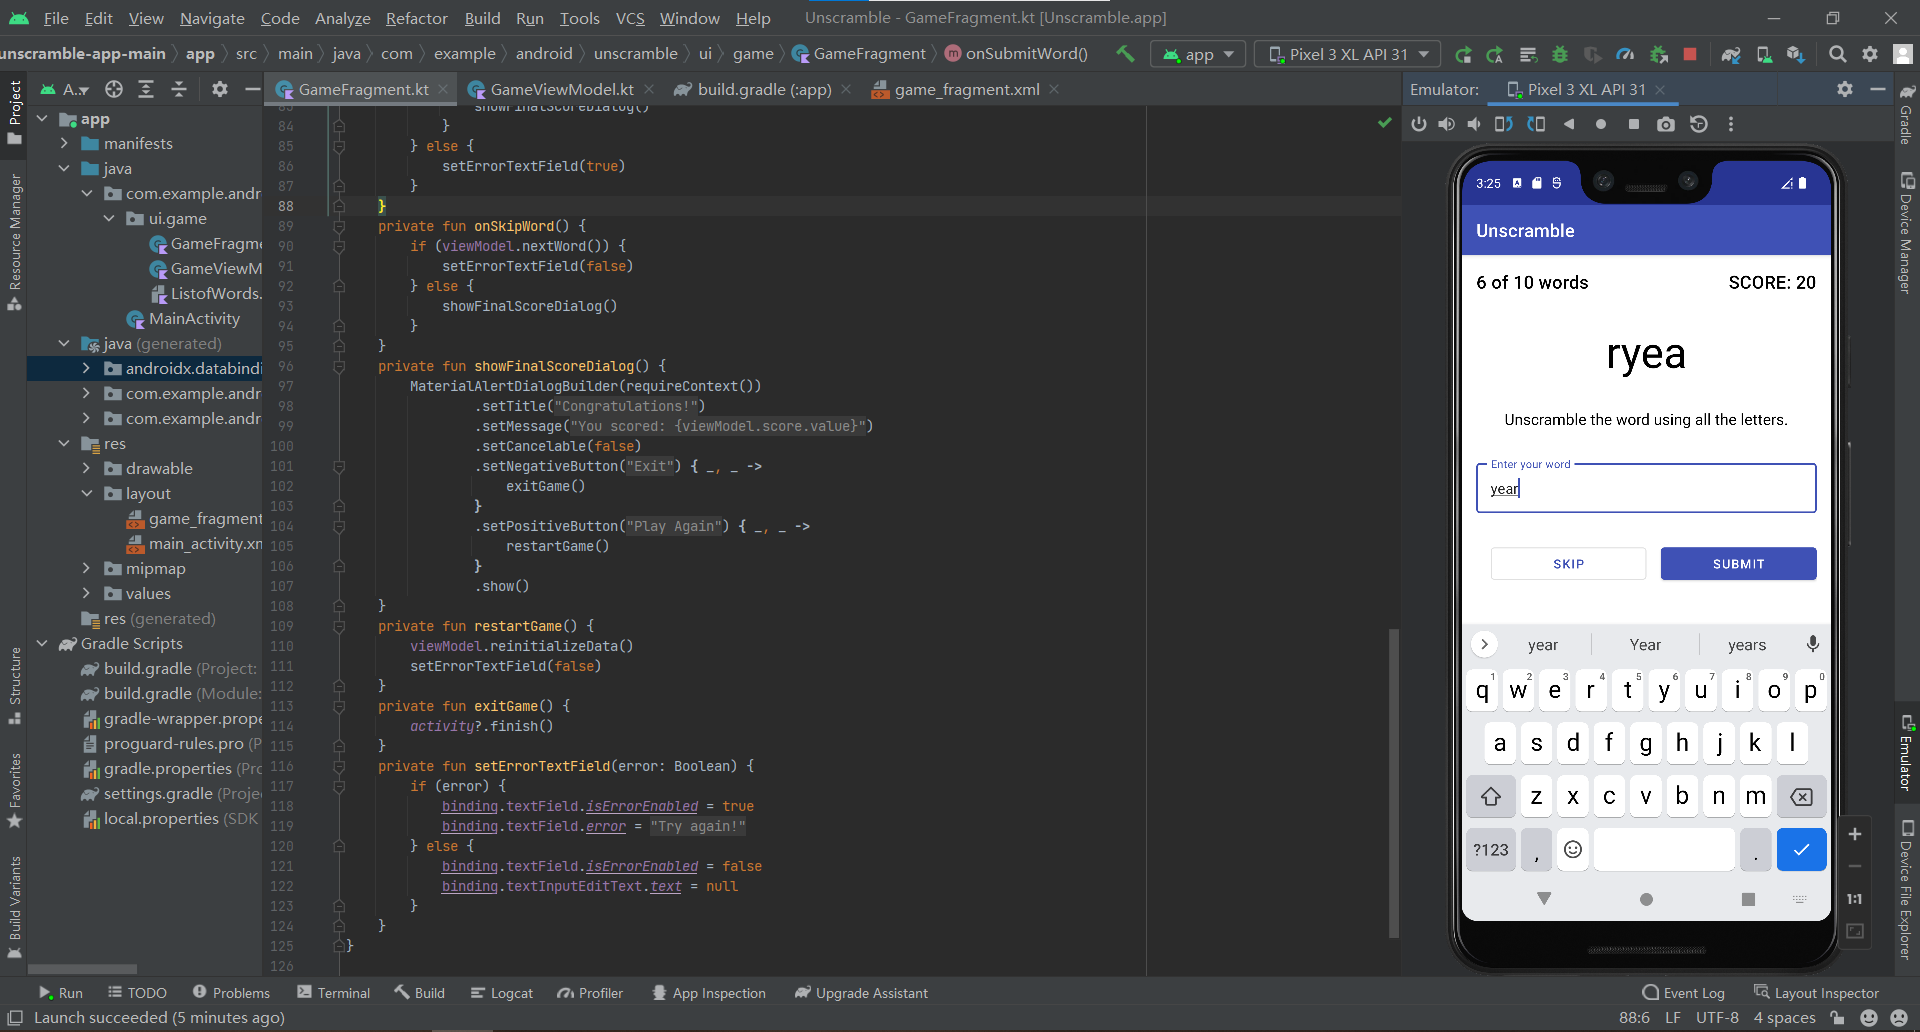 File Edit View Navigate Code Analyze Refactor Build Run Tools VCS Window Help Unscramble - GameFragment.kt [Unscramble.app]
unscramble-app-main app src main java com example android unscramble ui game GameFragment m onSubmitWord() app Pixel 3 XL API 31
A... GameFragment.kt GameViewModel.kt build.gradle (:app) game_fragment.xml Emulator: Pixel 3 XL API 31
Project
Resource Manager
Structure
Favorites
Build Variants
app
manifests
java
com.example.andr
ui.game
GameFragme
GameViewM
ListofWords.
MainActivity
java (generated)
androidx.databindi
com.example.andr
com.example.andr
res
drawable
layout
game_fragment
main_activity.xm
mipmap
values
res (generated)
Gradle Scripts
build.gradle (Project:
build.gradle (Module:
gradle-wrapper.prope
proguard-rules.pro (P
gradle.properties (Pro
settings.gradle (Proje
local.properties (SDK
83 showFinalScoreDialog()
84 }
85 } else {
86 setErrorTextField(true)
87 }
88 }
89 private fun onSkipWord() {
90 if (viewModel.nextWord()) {
91 setErrorTextField(false)
92 } else {
93 showFinalScoreDialog()
94 }
95 }
96 private fun showFinalScoreDialog() {
97 MaterialAlertDialogBuilder(requireContext())
98 .setTitle("Congratulations!")
99 .setMessage("You scored: {viewModel.score.value}")
100 .setCancelable(false)
101 .setNegativeButton("Exit") { _, _ ->
102 exitGame()
103 }
104 .setPositiveButton("Play Again") { _, _ ->
105 restartGame()
106 }
107 .show()
108 }
109 private fun restartGame() {
110 viewModel.reinitializeData()
111 setErrorTextField(false)
112 }
113 private fun exitGame() {
114 activity?.finish()
115 }
116 private fun setErrorTextField(error: Boolean) {
117 if (error) {
118 binding.textField.isErrorEnabled = true
119 binding.textField.error = "Try again!"
120 } else {
121 binding.textField.isErrorEnabled = false
122 binding.textInputEditText.text = null
123 }
124 }
125 }
126
3:25
Unscramble
6 of 10 words SCORE: 20
ryea
Unscramble the word using all the letters.
Enter your word
year
SKIP SUBMIT
year Year years
q1 w2 e3 r4 t5 y6 u7 i8 o9 p0
a s d f g h j k l
z x c v b n m
?123 , .
1:1
Gradle
Device Manager
Emulator
Device File Explorer
Run TODO Problems Terminal Build Logcat Profiler App Inspection Upgrade Assistant Event Log Layout Inspector
Launch succeeded (5 minutes ago) 88:6 LF UTF-8 4 spaces